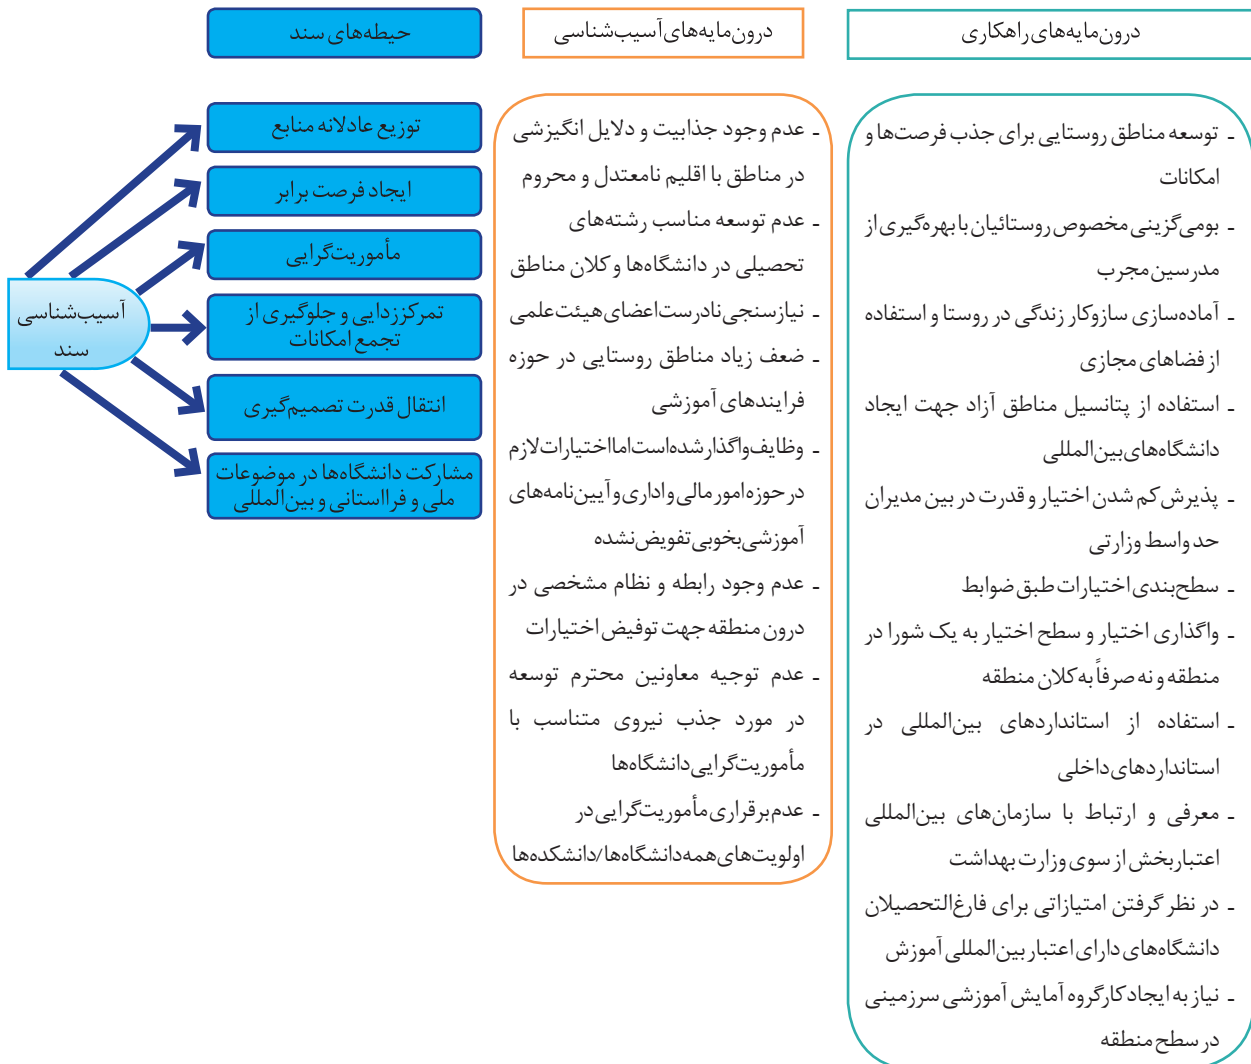 درون‌مایه‌های راهکاری
- توسعه مناطق روستایی برای جذب فرصت‌ها و
امکانات
- بومی‌گزینی مخصوص روستائیان با بهره‌گیری از
مدرسین مجرب
- آماده‌سازی سازوکار زندگی در روستا و استفاده
از فضاهای مجازی
- استفاده از پتانسیل مناطق آزاد جهت ایجاد
دانشگاه‌های بین‌المللی
- پذیرش کم شدن اختیار و قدرت در بین مدیران
حد واسط وزارتی
- سطح‌بندی اختیارات طبق ضوابط
- واگذاری اختیار و سطح اختیار به یک شورا در
منطقه و نه صرفاً به کلان منطقه
- استفاده از استانداردهای بین‌المللی در
استانداردهای داخلی
- معرفی و ارتباط با سازمان‌های بین‌المللی
اعتباربخش از سوی وزارت بهداشت
- در نظر گرفتن امتیازاتی برای فارغ‌التحصیلان
دانشگاه‌های دارای اعتبار بین‌المللی آموزش
- نیاز به ایجاد کارگروه آمایش آموزشی سرزمینی
در سطح منطقه
درون‌مایه‌های آسیب‌شناسی
- عدم وجود جذابیت و دلایل انگیزشی
در مناطق با اقلیم نامعتدل و محروم
- عدم توسعه مناسب رشته‌های
تحصیلی در دانشگاه‌ها و کلان مناطق
- نیازسنجی نادرست اعضای هیئت علمی
- ضعف زیاد مناطق روستایی در حوزه
فرایندهای آموزشی
- وظایف واگذار شده است اما اختیارات لازم
در حوزه امور مالی و اداری و آیین‌نامه‌های
آموزشی بخوبی تفویض نشده
- عدم وجود رابطه و نظام مشخصی در
درون منطقه جهت توفیض اختیارات
- عدم توجیه معاونین محترم توسعه
در مورد جذب نیروی متناسب با
مأموریت‌گرایی دانشگاه‌ها
- عدم برقراری مأموریت‌گرایی در
اولویت‌های همه دانشگاه‌ها/دانشکده‌ها
حیطه‌های سند
توزیع عادلانه منابع
ایجاد فرصت برابر
مأموریت‌گرایی
تمرکززدایی و جلوگیری از
تجمع امکانات
انتقال قدرت تصمیم‌گیری
مشارکت دانشگاه‌ها در موضوعات
ملی و فرااستانی و بین‌المللی
آسیب‌شناسی
سند